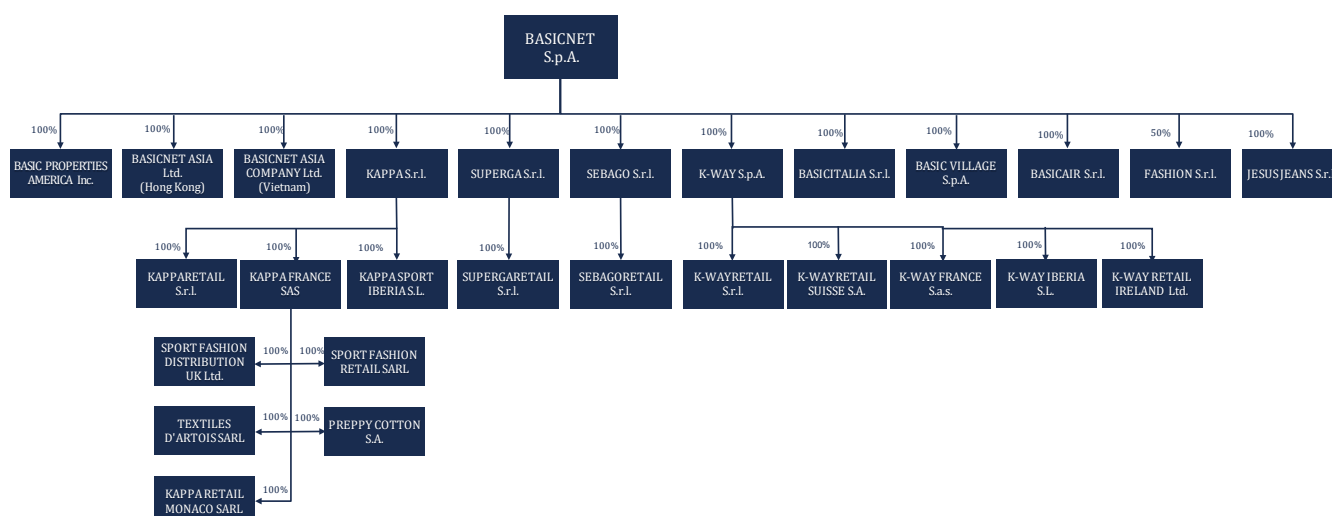 BASICNET
S.p.A.
100%
100%
100%
100%
100%
100%
100%
100%
100%
100%
50%
100%
BASIC PROPERTIES
AMERICA Inc.
BASICNET ASIA
Ltd.
(Hong Kong)
BASICNET ASIA
COMPANY Ltd.
(Vietnam)
KAPPA S.r.l.
SUPERGA S.r.l.
SEBAGO S.r.l.
K-WAY S.p.A.
BASICITALIA S.r.l.
BASIC VILLAGE
S.p.A.
BASICAIR S.r.l.
FASHION S.r.l.
JESUS JEANS S.r.l
100%
100%
100%
100%
100%
100%
100%
100%
100%
100%
KAPPA RETAIL
S.r.l.
KAPPA FRANCE
SAS
KAPPA SPORT
IBERIA S.L.
SUPERGA RETAIL
S.r.l.
SEBAGO RETAIL
S.r.l.
K-WAY RETAIL
S.r.l.
K-WAY RETAIL
SUISSE S.A.
K-WAY FRANCE
S.a.s.
K-WAY IBERIA
S.L.
K-WAY RETAIL
IRELAND Ltd.
SPORT FASHION
DISTRIBUTION
UK Ltd.
100%
100%
SPORT FASHION
RETAIL SARL
TEXTILES
D'ARTOIS SARL
100%
100%
PREPPY COTTON
S.A.
KAPPA RETAIL
MONACO SARL
100%